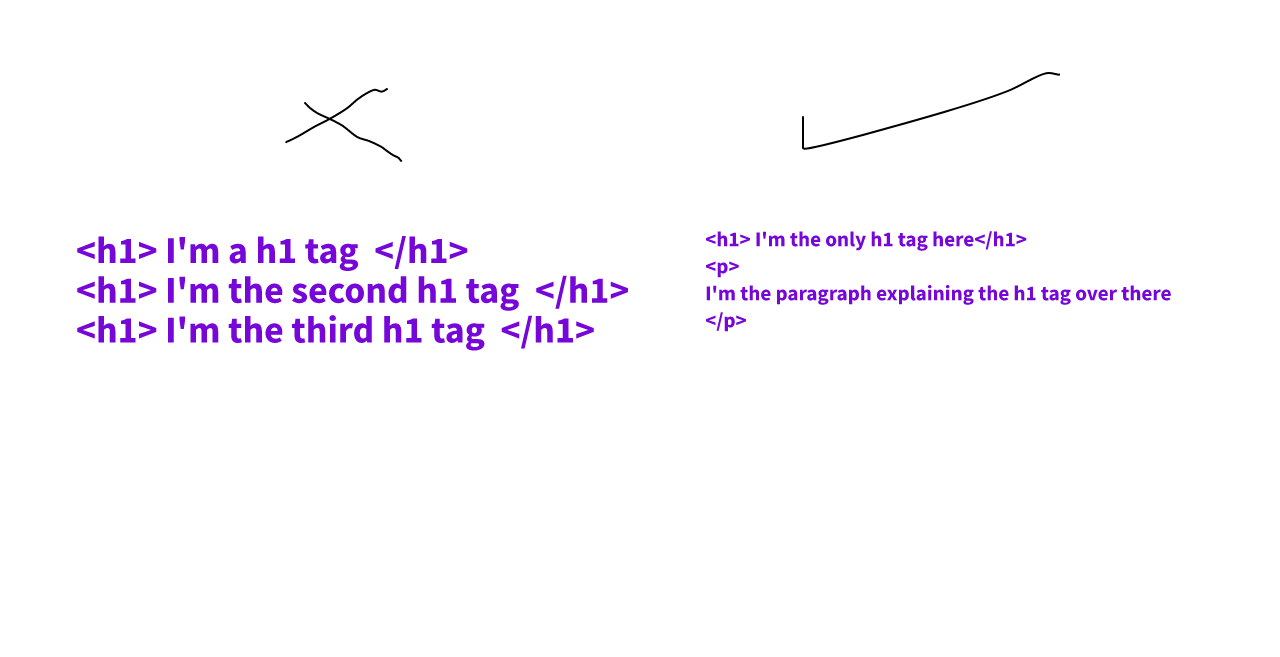 <h1> I'm a h1 tag  </h1>
<h1> I'm the second h1 tag  </h1>
<h1> I'm the third h1 tag  </h1>
<h1> I'm the only h1 tag here</h1>
<p>
I'm the paragraph explaining the h1 tag over there
</p>